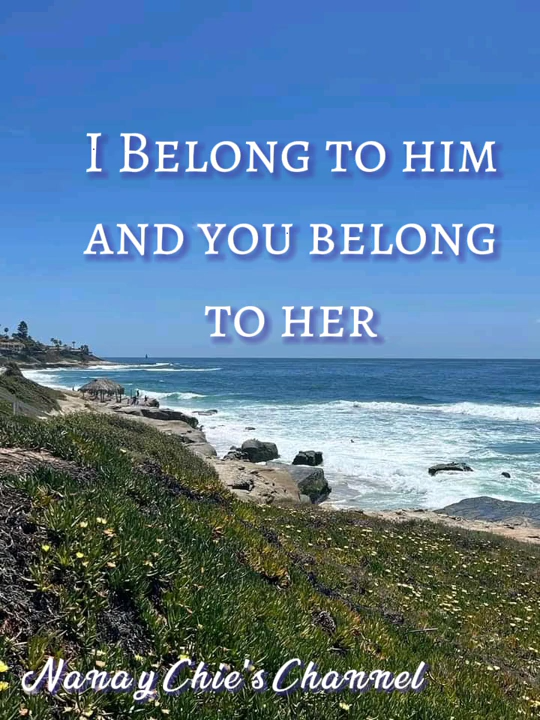 I Belong to him
and you belong
to her
Nanay Chie's Channel